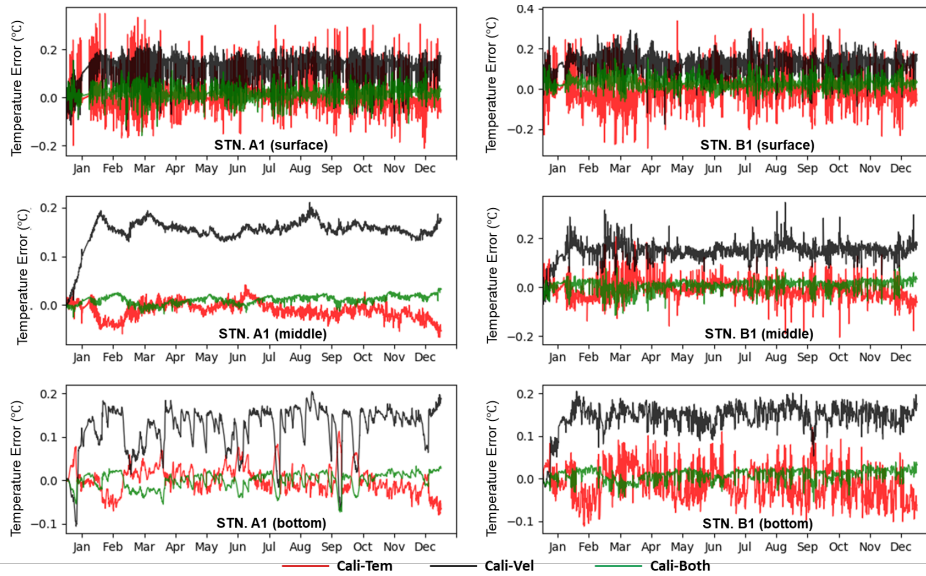 Temperature Error (°C)
0.2
0.0
−0.2
STN. A1 (surface)
Jan Feb Mar Apr May Jun Jul Aug Sep Oct Nov Dec
Temperature Error (°C)
0.4
0.2
0.0
−0.2
STN. B1 (surface)
Jan Feb Mar Apr May Jun Jul Aug Sep Oct Nov Dec
Temperature Error (°C)
0.2
0.1
0.0
STN. A1 (middle)
Jan Feb Mar Apr May Jun Jul Aug Sep Oct Nov Dec
Temperature Error (°C)
0.2
0.0
−0.2
STN. B1 (middle)
Jan Feb Mar Apr May Jun Jul Aug Sep Oct Nov Dec
Temperature Error (°C)
0.2
0.1
0.0
−0.1
STN. A1 (bottom)
Jan Feb Mar Apr May Jun Jul Aug Sep Oct Nov Dec
Temperature Error (°C)
0.2
0.1
0.0
−0.1
STN. B1 (bottom)
Jan Feb Mar Apr May Jun Jul Aug Sep Oct Nov Dec
Cali-Tem Cali-Vel Cali-Both